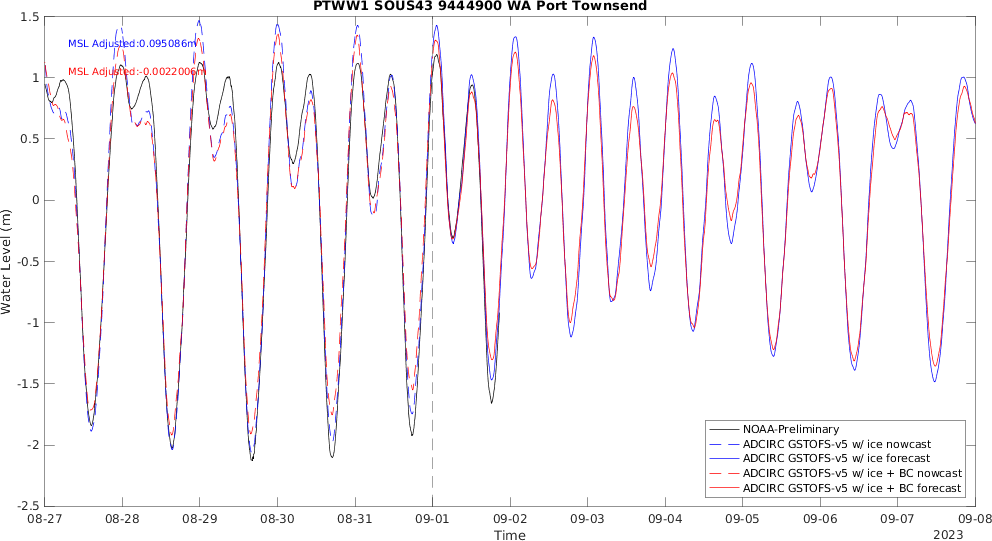 PTWW1 SOUS43 9444900 WA Port Townsend
MSL Adjusted:0.095086m
MSL Adjusted:-0.0022006m
Water Level (m)
1.5
1
0.5
0
-0.5
-1
-1.5
-2
-2.5
NOAA-Preliminary
ADCIRC GSTOFS-v5 w/ ice nowcast
ADCIRC GSTOFS-v5 w/ ice forecast
ADCIRC GSTOFS-v5 w/ ice + BC nowcast
ADCIRC GSTOFS-v5 w/ ice + BC forecast
08-27 08-28 08-29 08-30 08-31 09-01 09-02 09-03 09-04 09-05 09-06 09-07 09-08
Time
2023